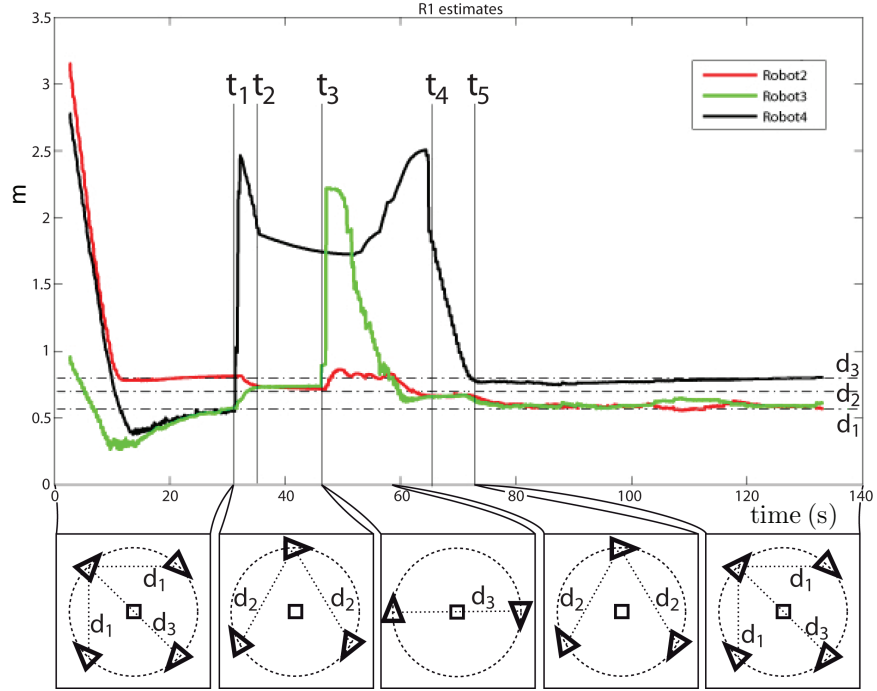 R1 estimates
3.5
3
2.5
2
1.5
1
0.5
0
m
t1 t2 t3 t4 t5
Robot2
Robot3
Robot4
d3
d2
d1
0 20 40 60 80 100 120 140
time (s)
d1
d1
d3
d2
d2
d3
d2
d2
d1
d1
d3